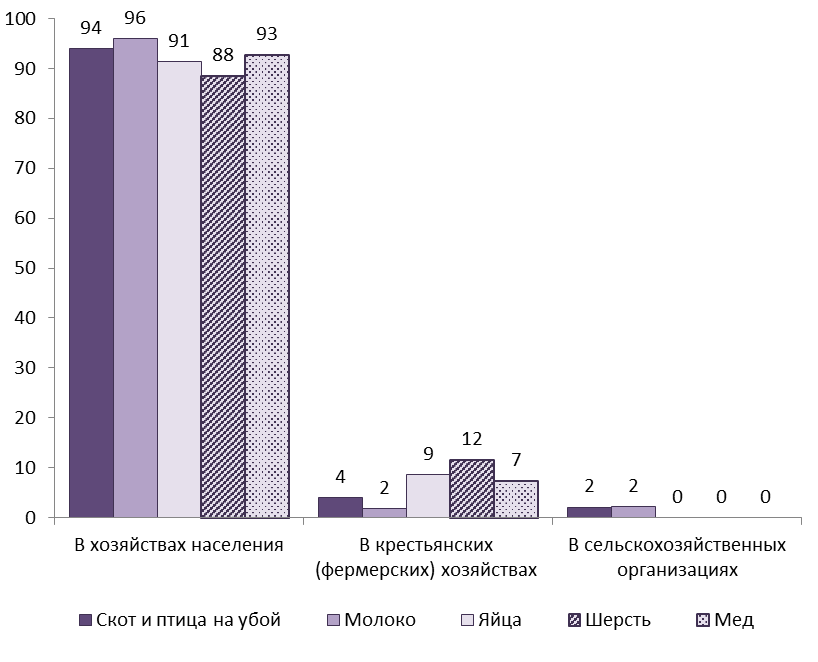 100
90
80
70
60
50
40
30
20
10
0
94 96 91 88 93
4 2 9 12 7
2 2 0 0 0
В хозяйствах населения
В крестьянских
(фермерских) хозяйствах
В сельскохозяйственных
организациях
Скот и птица на убой Молоко Яйца Шерсть Мед